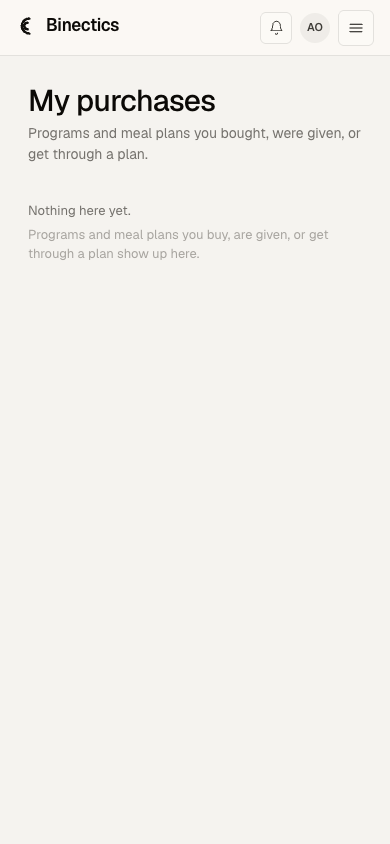 Binectics
AO
My purchases
Programs and meal plans you bought, were given, or
get through a plan.
Nothing here yet.
Programs and meal plans you buy, are given, or get
through a plan show up here.